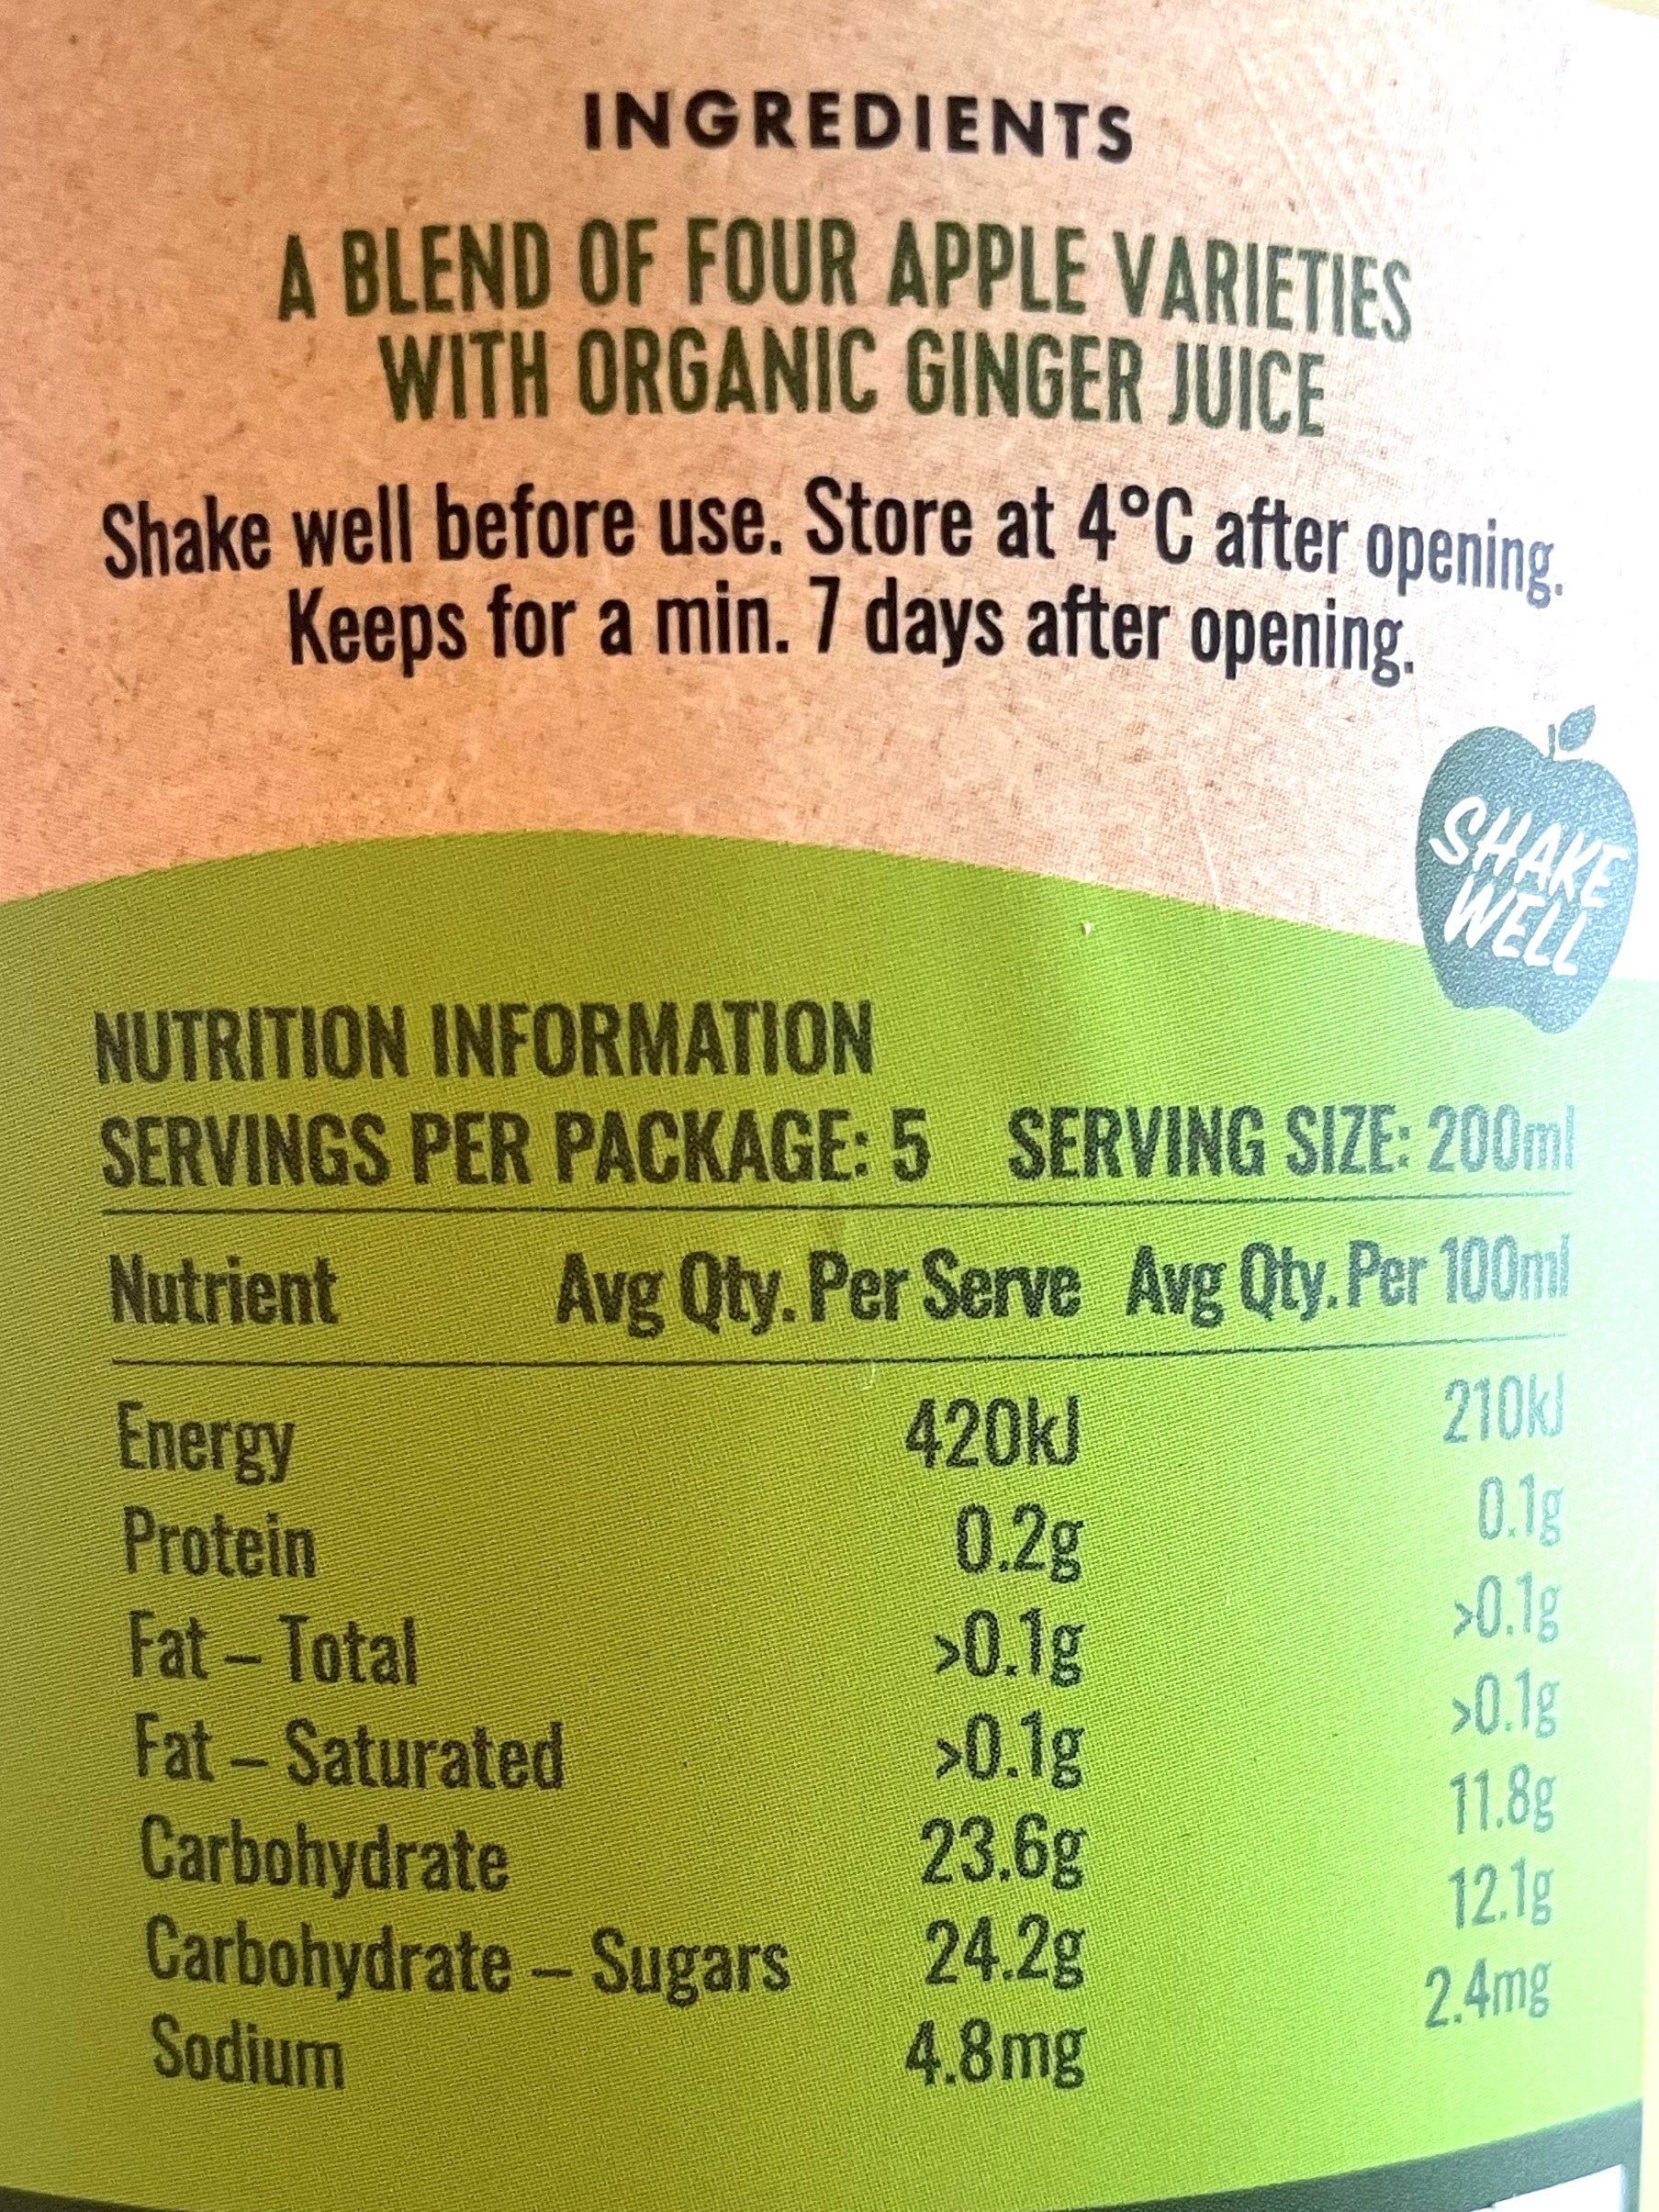 INGREDIENTS
A BLEND OF FOUR APPLE VARIETIES
WITH ORGANIC GINGER JUICE
Shake well before use. Store at 4°C after opening.
Keeps for a min. 7 days after opening.
SHAKE
WELL
NUTRITION INFORMATION
SERVINGS PER PACKAGE: 5 SERVING SIZE: 200ml
Nutrient Avg Qty. Per Serve Avg Qty. Per 100ml
Energy 420kJ 210kJ
Protein 0.2g 0.1g
Fat – Total >0.1g >0.1g
Fat – Saturated >0.1g >0.1g
Carbohydrate 23.6g 11.8g
Carbohydrate – Sugars 24.2g 12.1g
Sodium 4.8mg 2.4mg